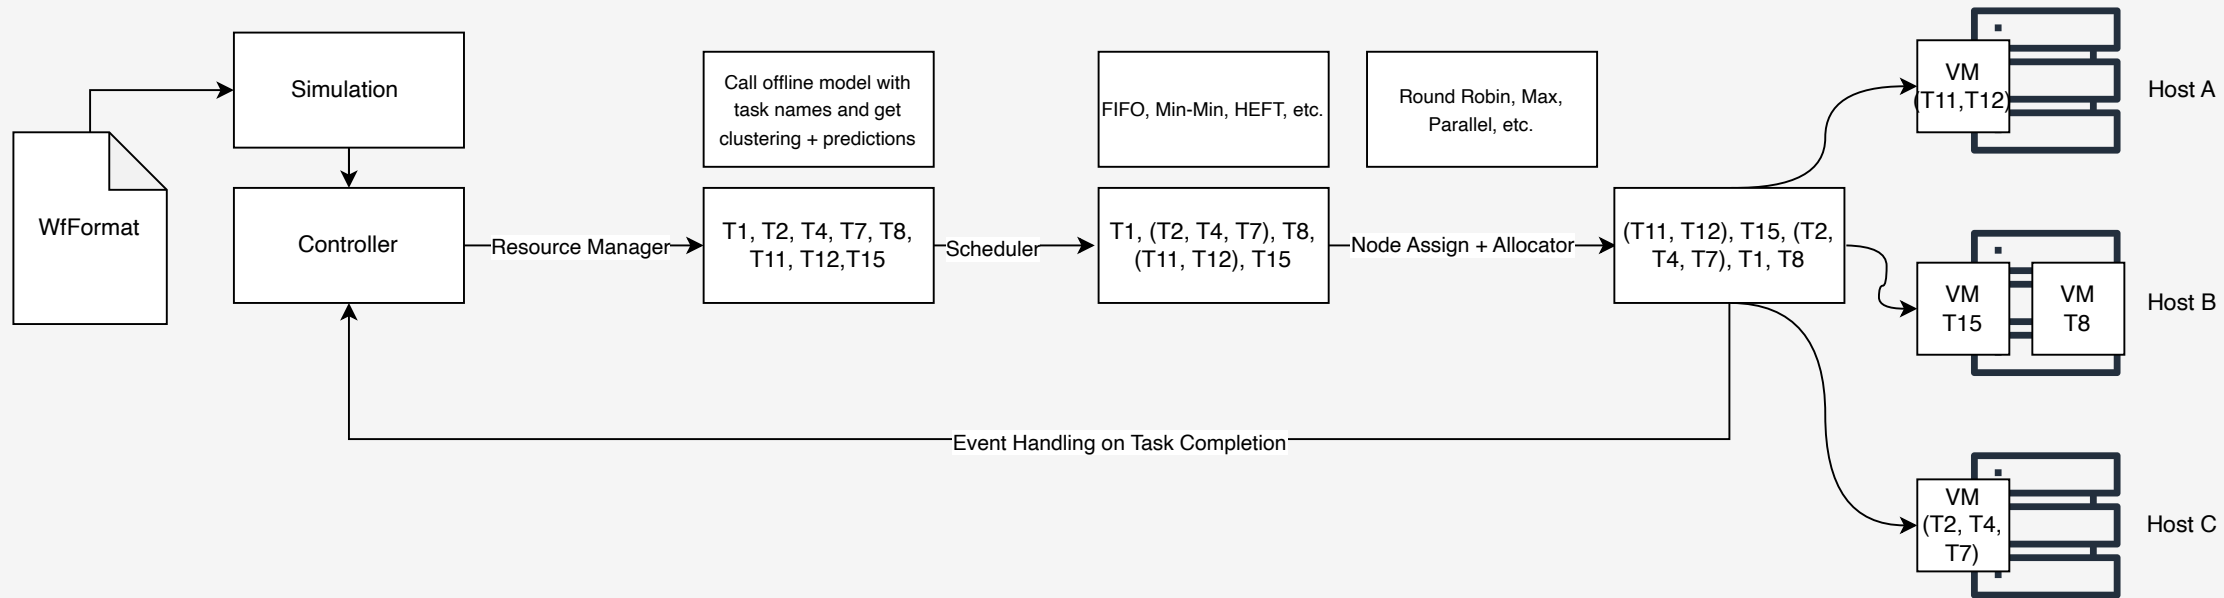 WfFormat
Simulation
Controller
Resource Manager
Call offline model with
task names and get
clustering + predictions
T1, T2, T4, T7, T8,
T11, T12,T15
Scheduler
FIFO, Min-Min, HEFT, etc.
T1, (T2, T4, T7), T8,
(T11, T12), T15
Round Robin, Max,
Parallel, etc.
Node Assign + Allocator
(T11, T12), T15, (T2,
T4, T7), T1, T8
Event Handling on Task Completion
VM
(T11,T12)
Host A
VM
T15
VM
T8
Host B
VM
(T2, T4,
T7)
Host C